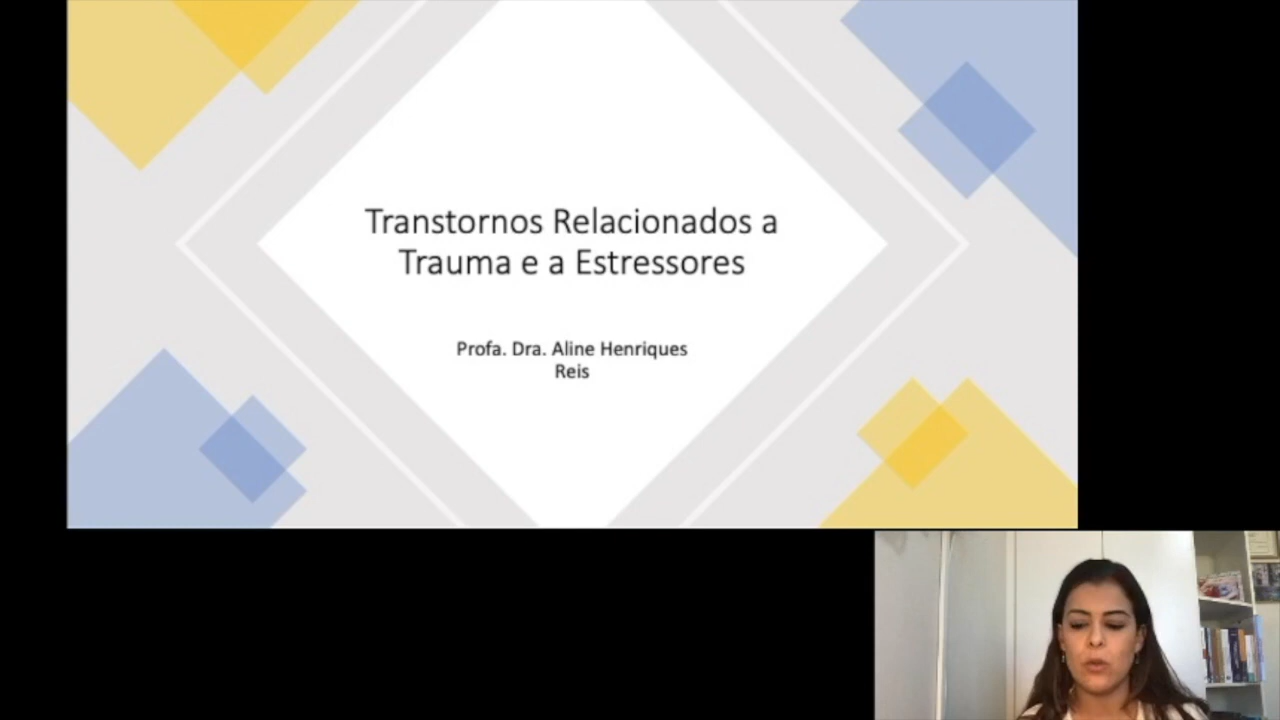 Transtornos Relacionados a
Trauma e a Estressores
Profa. Dra. Aline Henriques
Reis